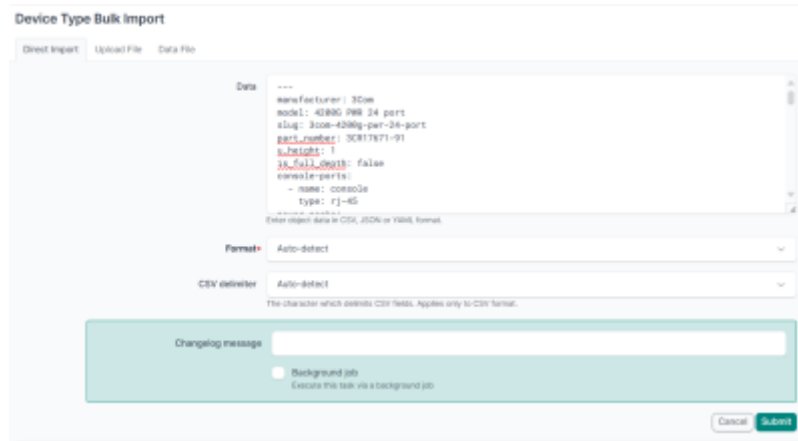 Device Type Bulk Import
Direct Import Upload File Data File
Data
---
manufacturer: 3Com
model: 4200G PWR 24 port
slug: 3com-4200g-pwr-24-port
part_number: 3CR17671-91
u_height: 1
is_full_depth: false
console-ports:
- name: console
type: rj-45
Enter object data in CSV, JSON or YAML format.
Format* Auto-detect
CSV delimiter Auto-detect
The character which delimits CSV fields. Applies only to CSV format.
Changelog message
Background job
Execute this task via a background job
Cancel Submit